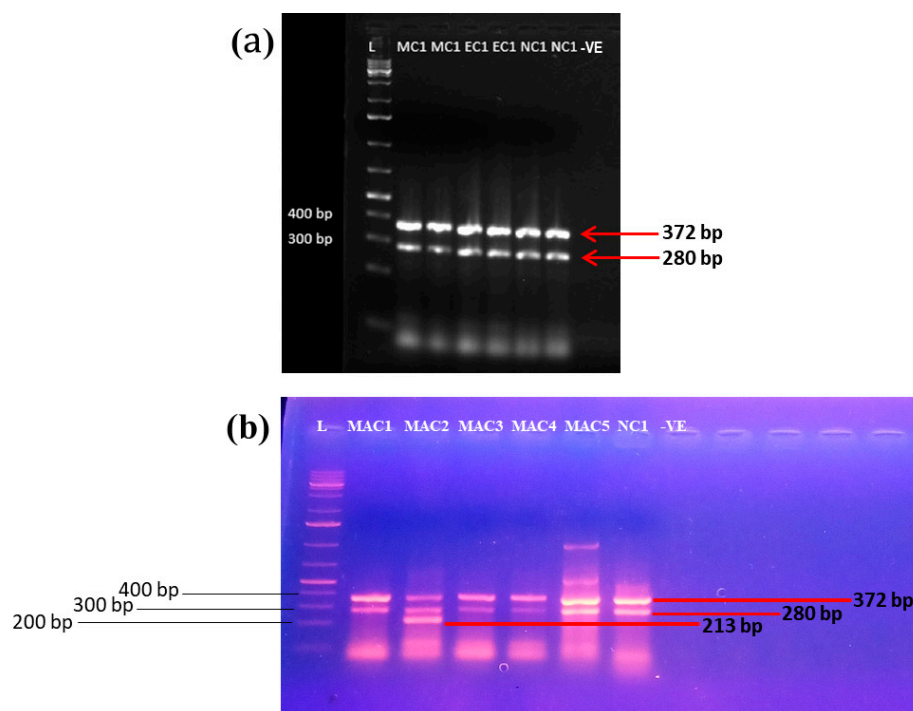 (a)
L MC1 MC1 EC1 EC1 NC1 NC1 -VE
400 bp
300 bp
372 bp
280 bp
(b)
L MAC1 MAC2 MAC3 MAC4 MAC5 NC1 -VE
400 bp
300 bp
200 bp
372 bp
280 bp
213 bp